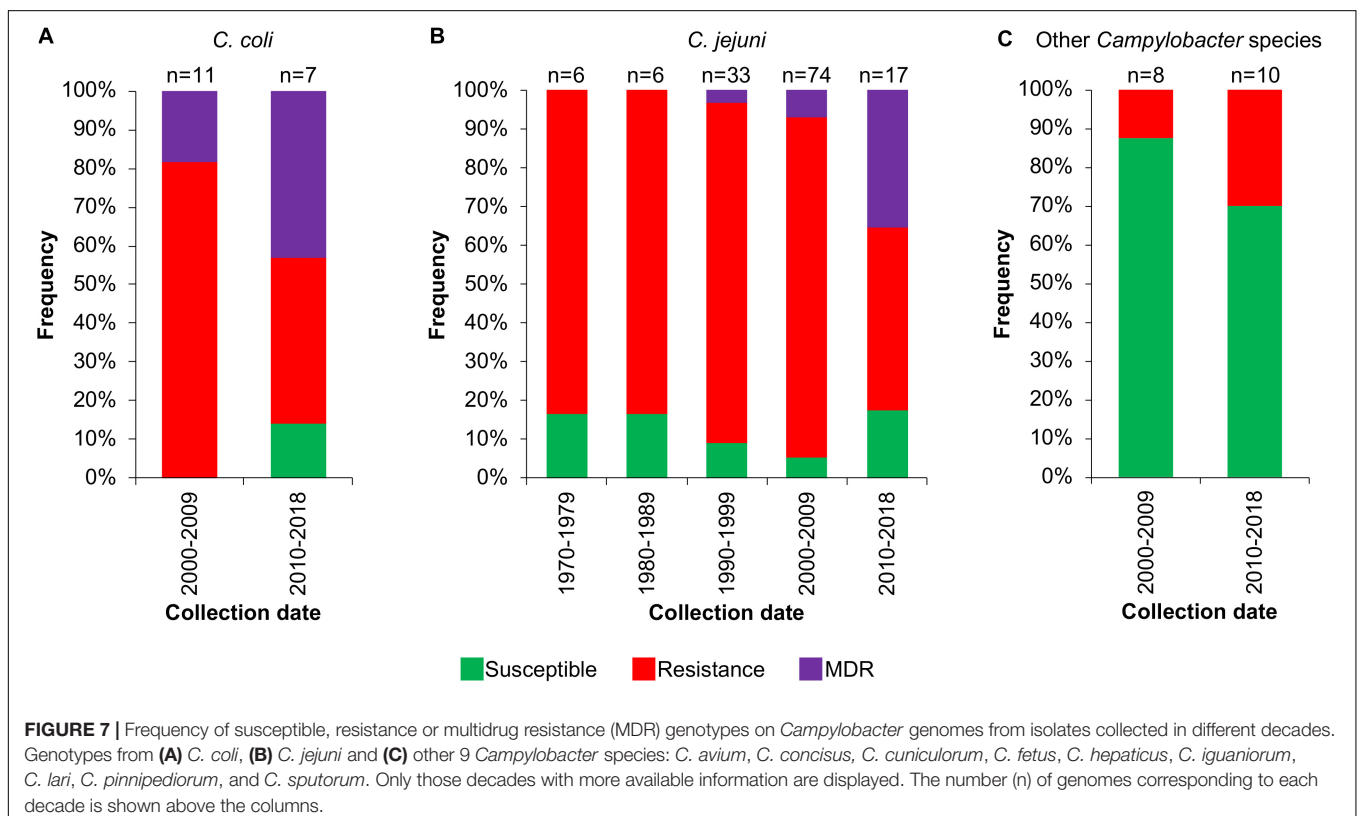 A
C. coli
n=11
n=7
100%
90%
80%
70%
60%
50%
40%
30%
20%
10%
0%
Frequency
2000-2009
2010-2018
Collection date
B
C. jejuni
n=6
n=6
n=33
n=74
n=17
100%
90%
80%
70%
60%
50%
40%
30%
20%
10%
0%
Frequency
1970-1979
1980-1989
1990-1999
2000-2009
2010-2018
Collection date
C Other Campylobacter species
n=8
n=10
100%
90%
80%
70%
60%
50%
40%
30%
20%
10%
0%
Frequency
2000-2009
2010-2018
Collection date
Susceptible Resistance MDR
FIGURE 7 | Frequency of susceptible, resistance or multidrug resistance (MDR) genotypes on Campylobacter genomes from isolates collected in different decades.
Genotypes from (A) C. coli, (B) C. jejuni and (C) other 9 Campylobacter species: C. avium, C. concisus, C. cuniculorum, C. fetus, C. hepaticus, C. iguaniorum,
C. lari, C. pinnipediorum, and C. sputorum. Only those decades with more available information are displayed. The number (n) of genomes corresponding to each
decade is shown above the columns.